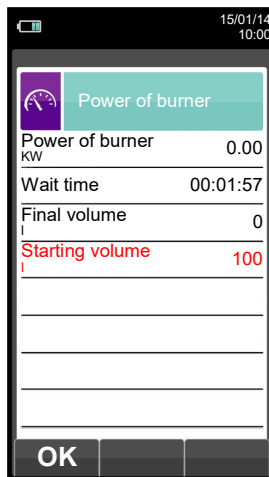 15/01/14
10:00
Power of burner
Power of burner 0.00
KW
Wait time 00:01:57
Final volume 0
l
Starting volume 100
l
OK